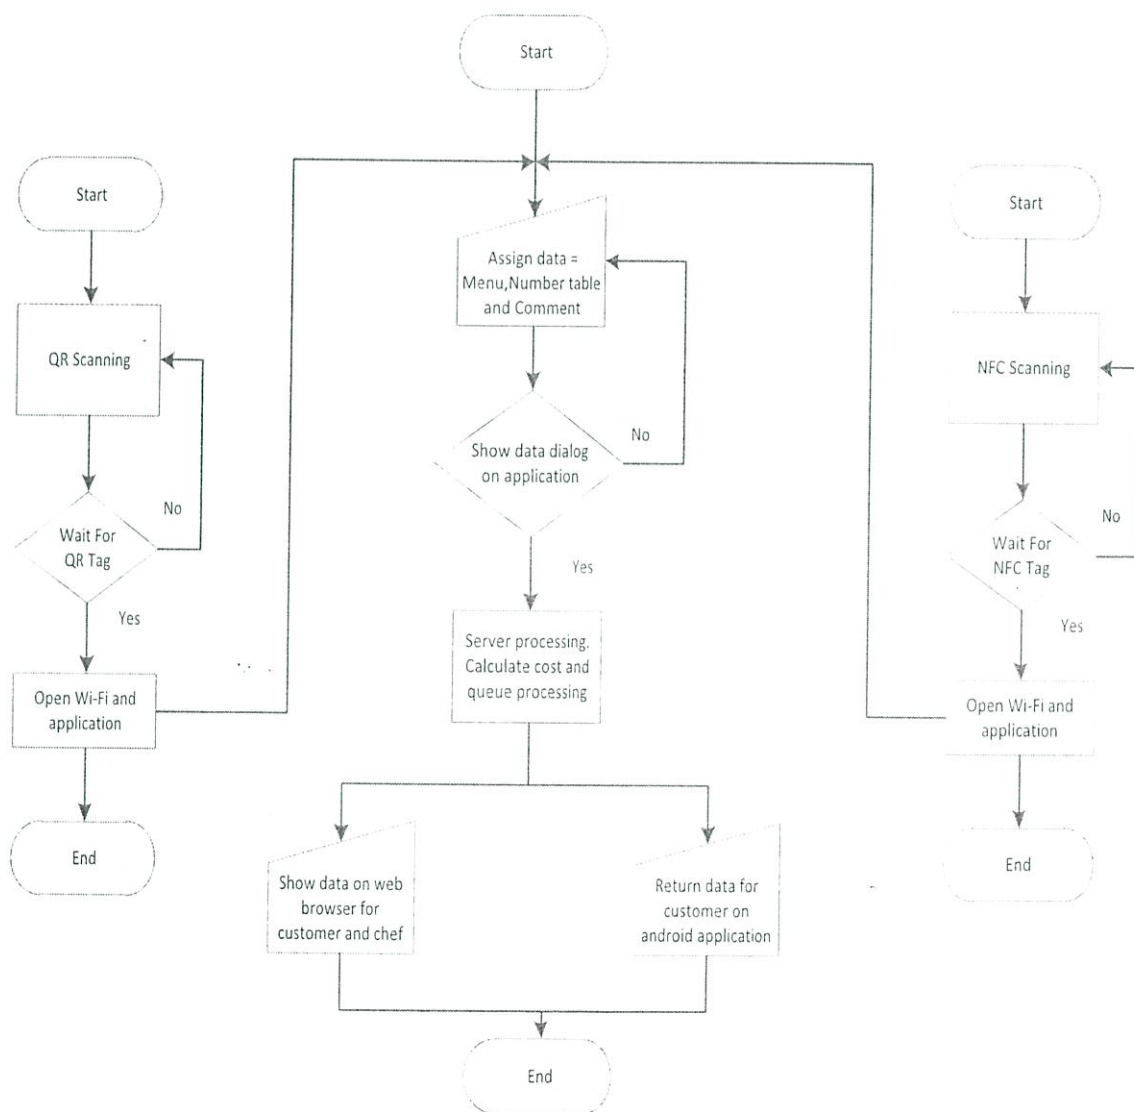 Start
Start
QR Scanning
No
Wait For
QR Tag
Yes
Open Wi-Fi and
application
End
Assign data =
Menu,Number table
and Comment
Show data dialog
on application
No
Yes
Server processing.
Calculate cost and
queue processing
Show data on web
browser for
customer and chef
Return data for
customer on
android application
End
Start
NFC Scanning
No
Wait For
NFC Tag
Yes
Open Wi-Fi and
application
End